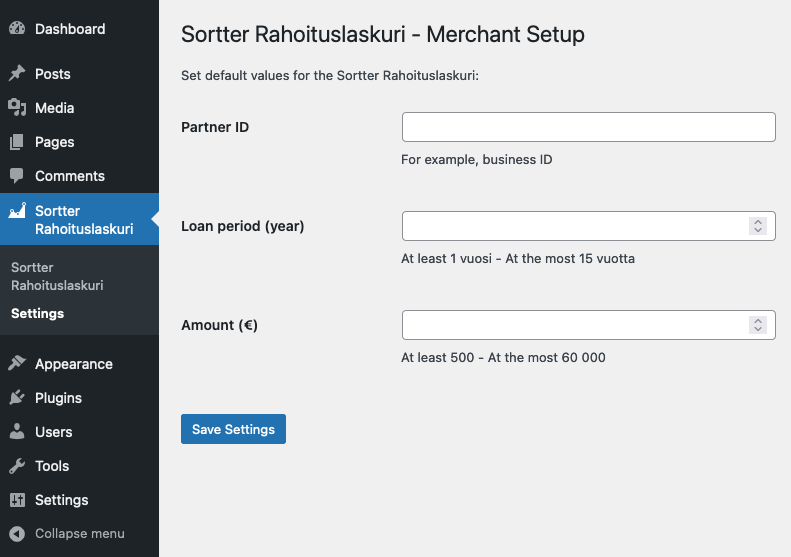 Dashboard
Posts
Media
Pages
Comments
Sortter
Rahoituslaskuri
Sortter
Rahoituslaskuri
Settings
Appearance
Plugins
Users
Tools
Settings
Collapse menu
Sortter Rahoituslaskuri - Merchant Setup
Set default values for the Sortter Rahoituslaskuri:
Partner ID
For example, business ID
Loan period (year)
At least 1 vuosi - At the most 15 vuotta
Amount (€)
At least 500 - At the most 60 000
Save Settings